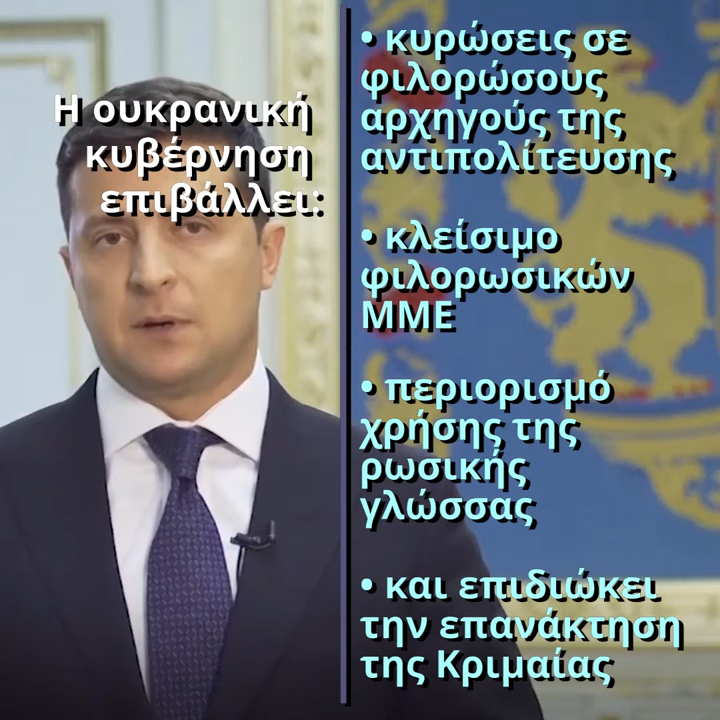 Η ουκρανική
κυβέρνηση
επιβάλλει:
• κυρώσεις σε
φιλορώσους
αρχηγούς της
αντιπολίτευσης
• κλείσιμο
φιλορωσικών
ΜΜΕ
• περιορισμό
χρήσης της
ρωσικής
γλώσσας
• και επιδιώκει
την επανάκτηση
της Κριμαίας